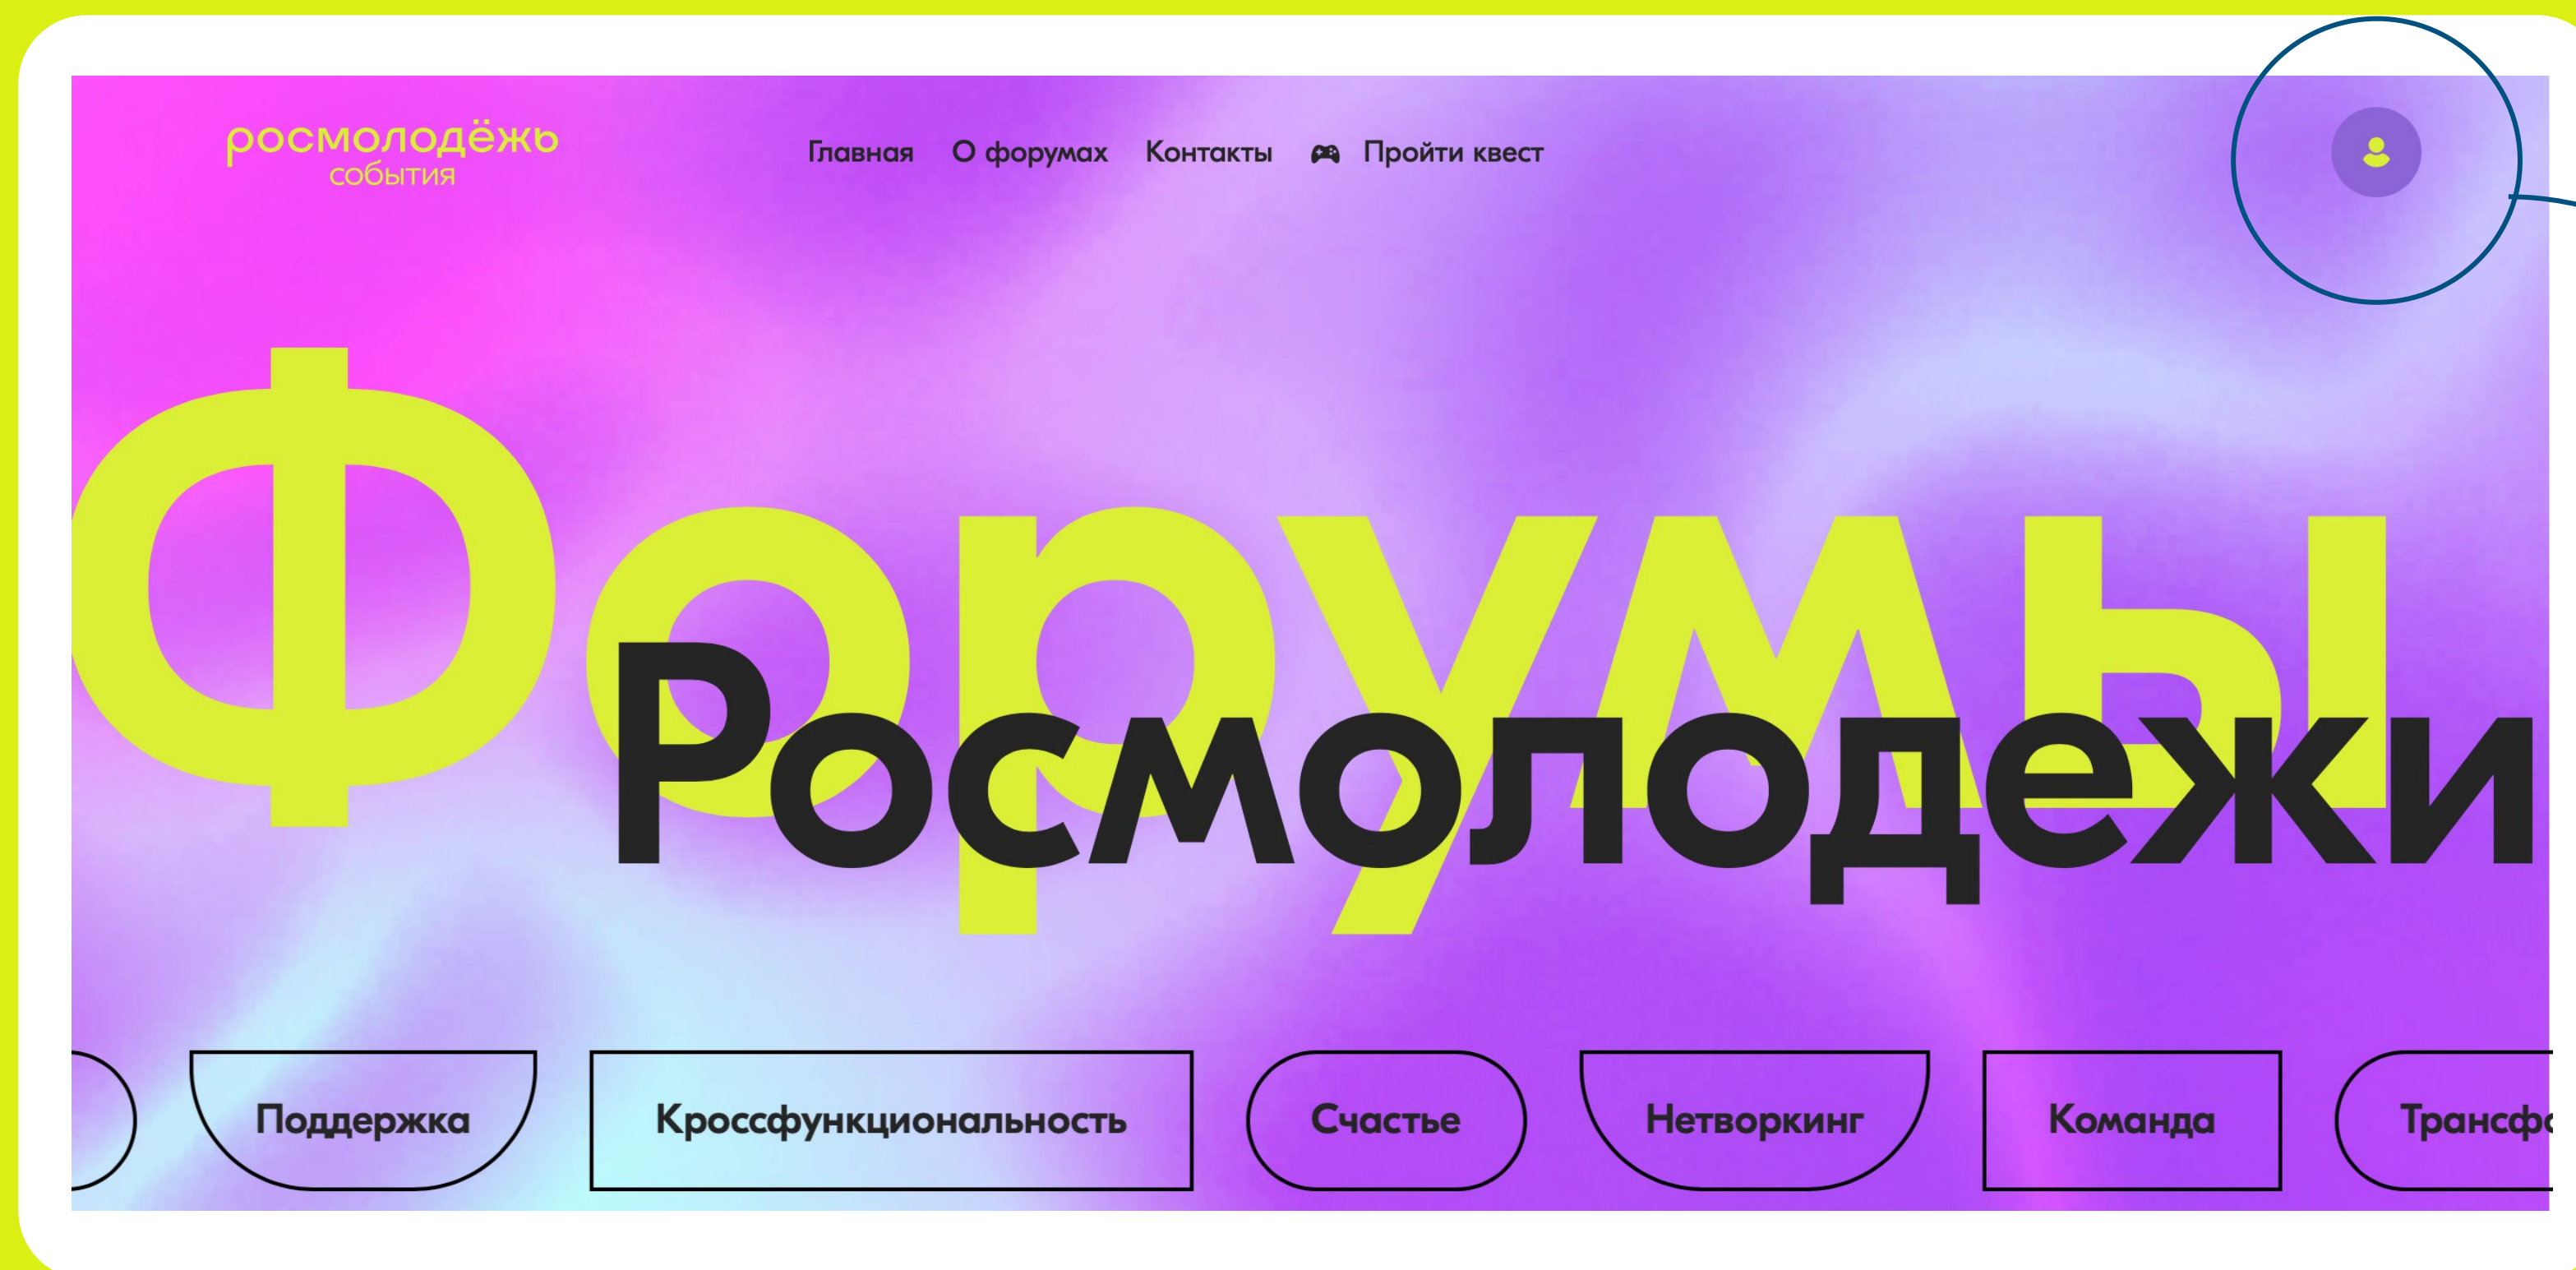 росмолодёжь
события
Главная О форумах Контакты Пройти квест
Форумы
Росмолодежи
Поддержка Кроссфункциональность Счастье Нетворкинг Команда